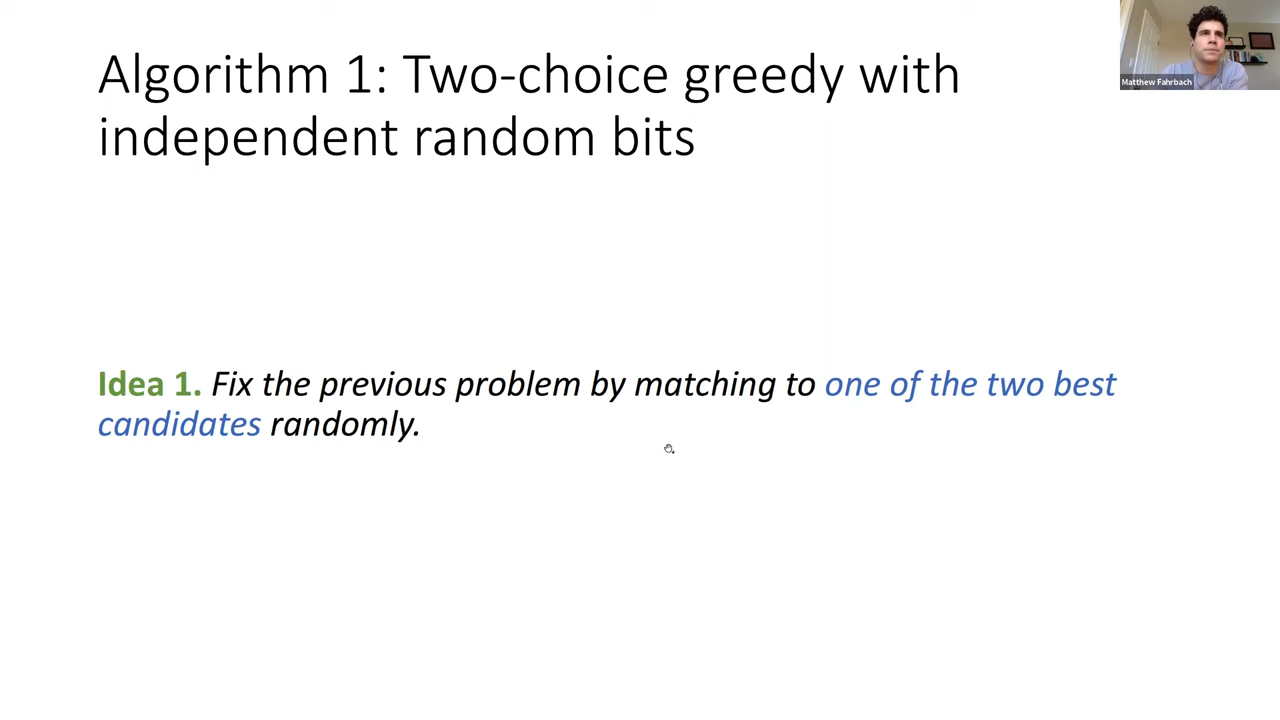 Algorithm 1: Two-choice greedy with
independent random bits
Matthew Fahrbach
Idea 1. Fix the previous problem by matching to one of the two best
candidates randomly.